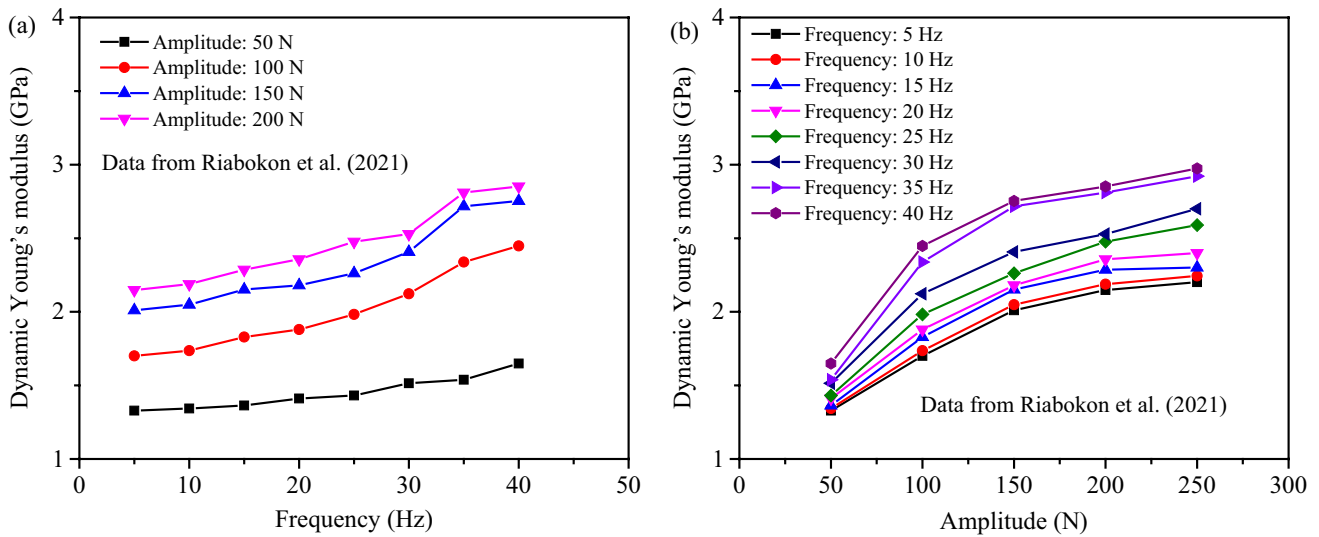 (a)
Dynamic Young's modulus (GPa)
4
3
2
1
Amplitude: 50 N
Amplitude: 100 N
Amplitude: 150 N
Amplitude: 200 N
Data from Riabokon et al. (2021)
0 10 20 30 40 50
Frequency (Hz)
(b)
Dynamic Young's modulus (GPa)
4
3
2
1
Frequency: 5 Hz
Frequency: 10 Hz
Frequency: 15 Hz
Frequency: 20 Hz
Frequency: 25 Hz
Frequency: 30 Hz
Frequency: 35 Hz
Frequency: 40 Hz
Data from Riabokon et al. (2021)
0 50 100 150 200 250 300
Amplitude (N)